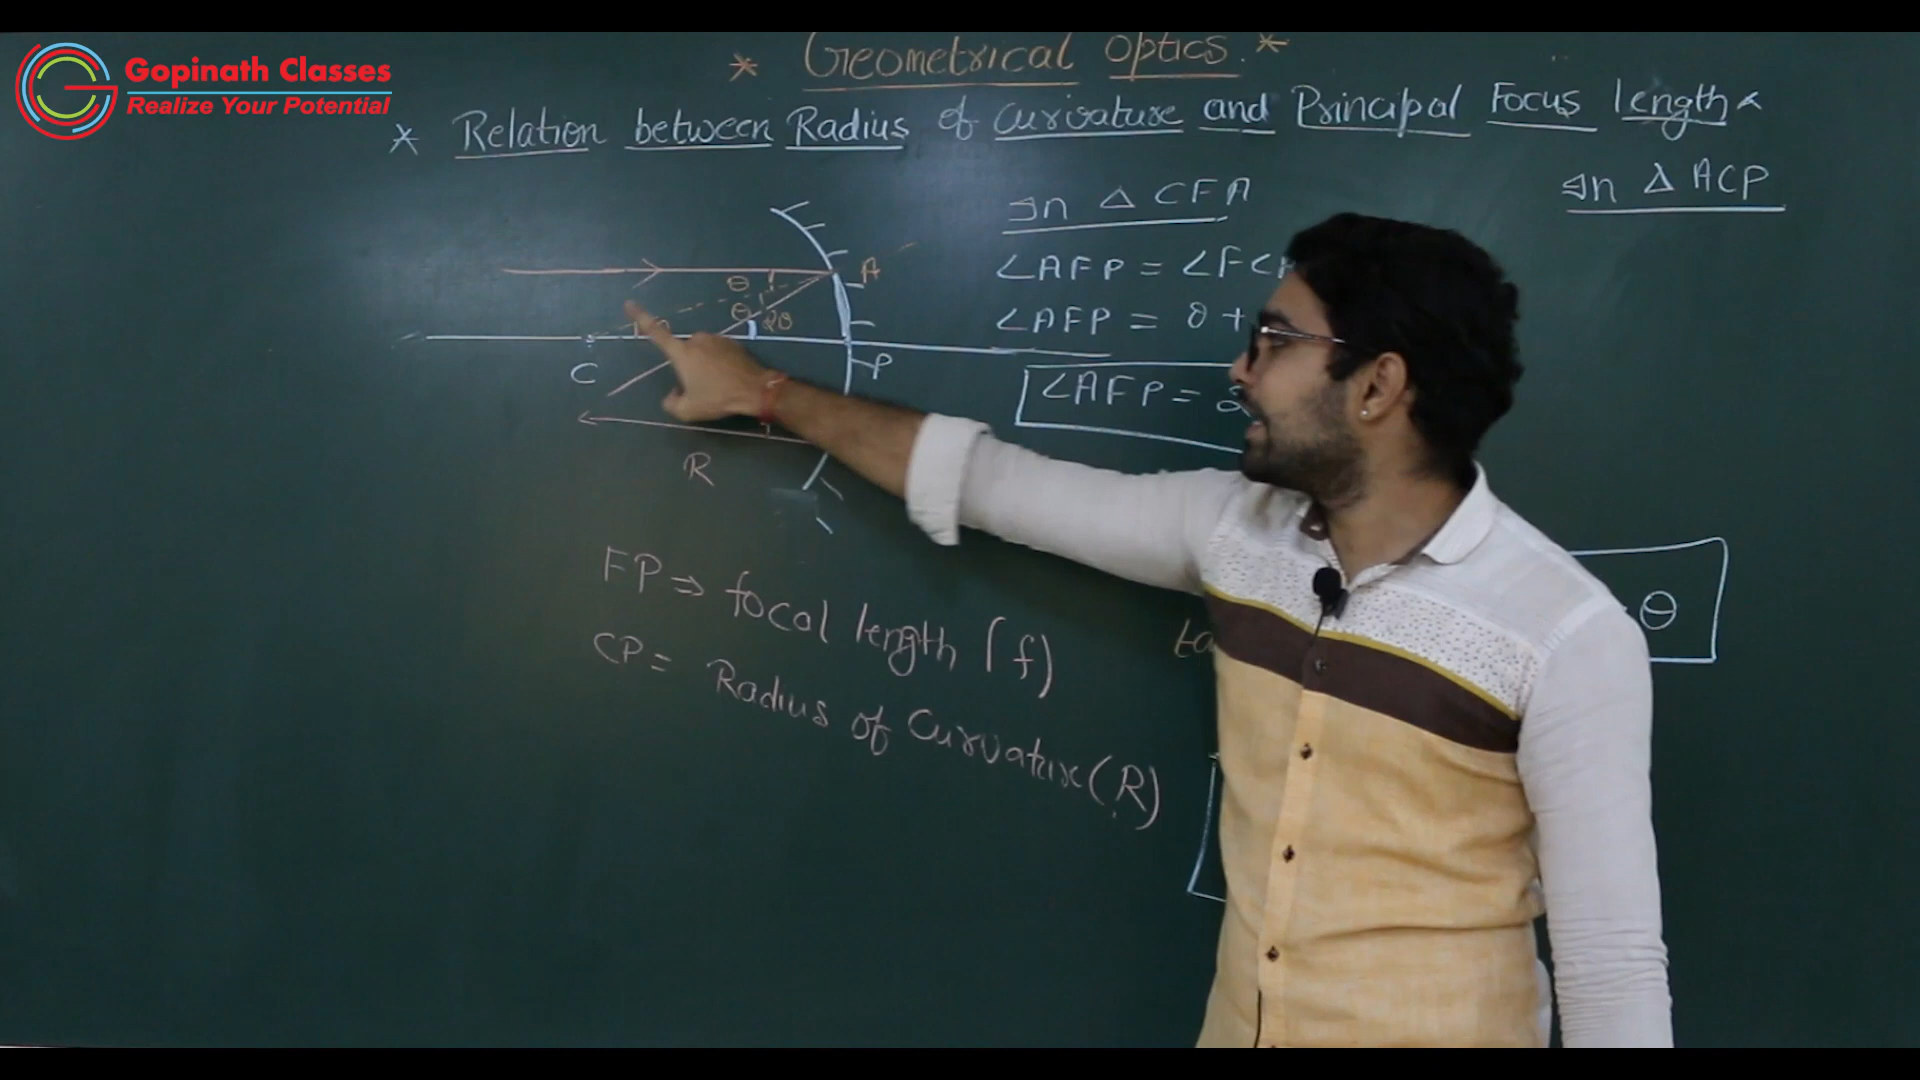 Gopinath Classes
Realize Your Potential
* Geometrical Optics. *
* Relation between Radius of Curvature and Principal Focus length *
In Δ CFA
In Δ ACP
∠AFP = ∠FC
∠AFP = θ +
∠AFP = 2
A
θ
θ
2θ
C
P
R
FP ⇒ focal length (f)
CP = Radius of Curvature (R)
θ